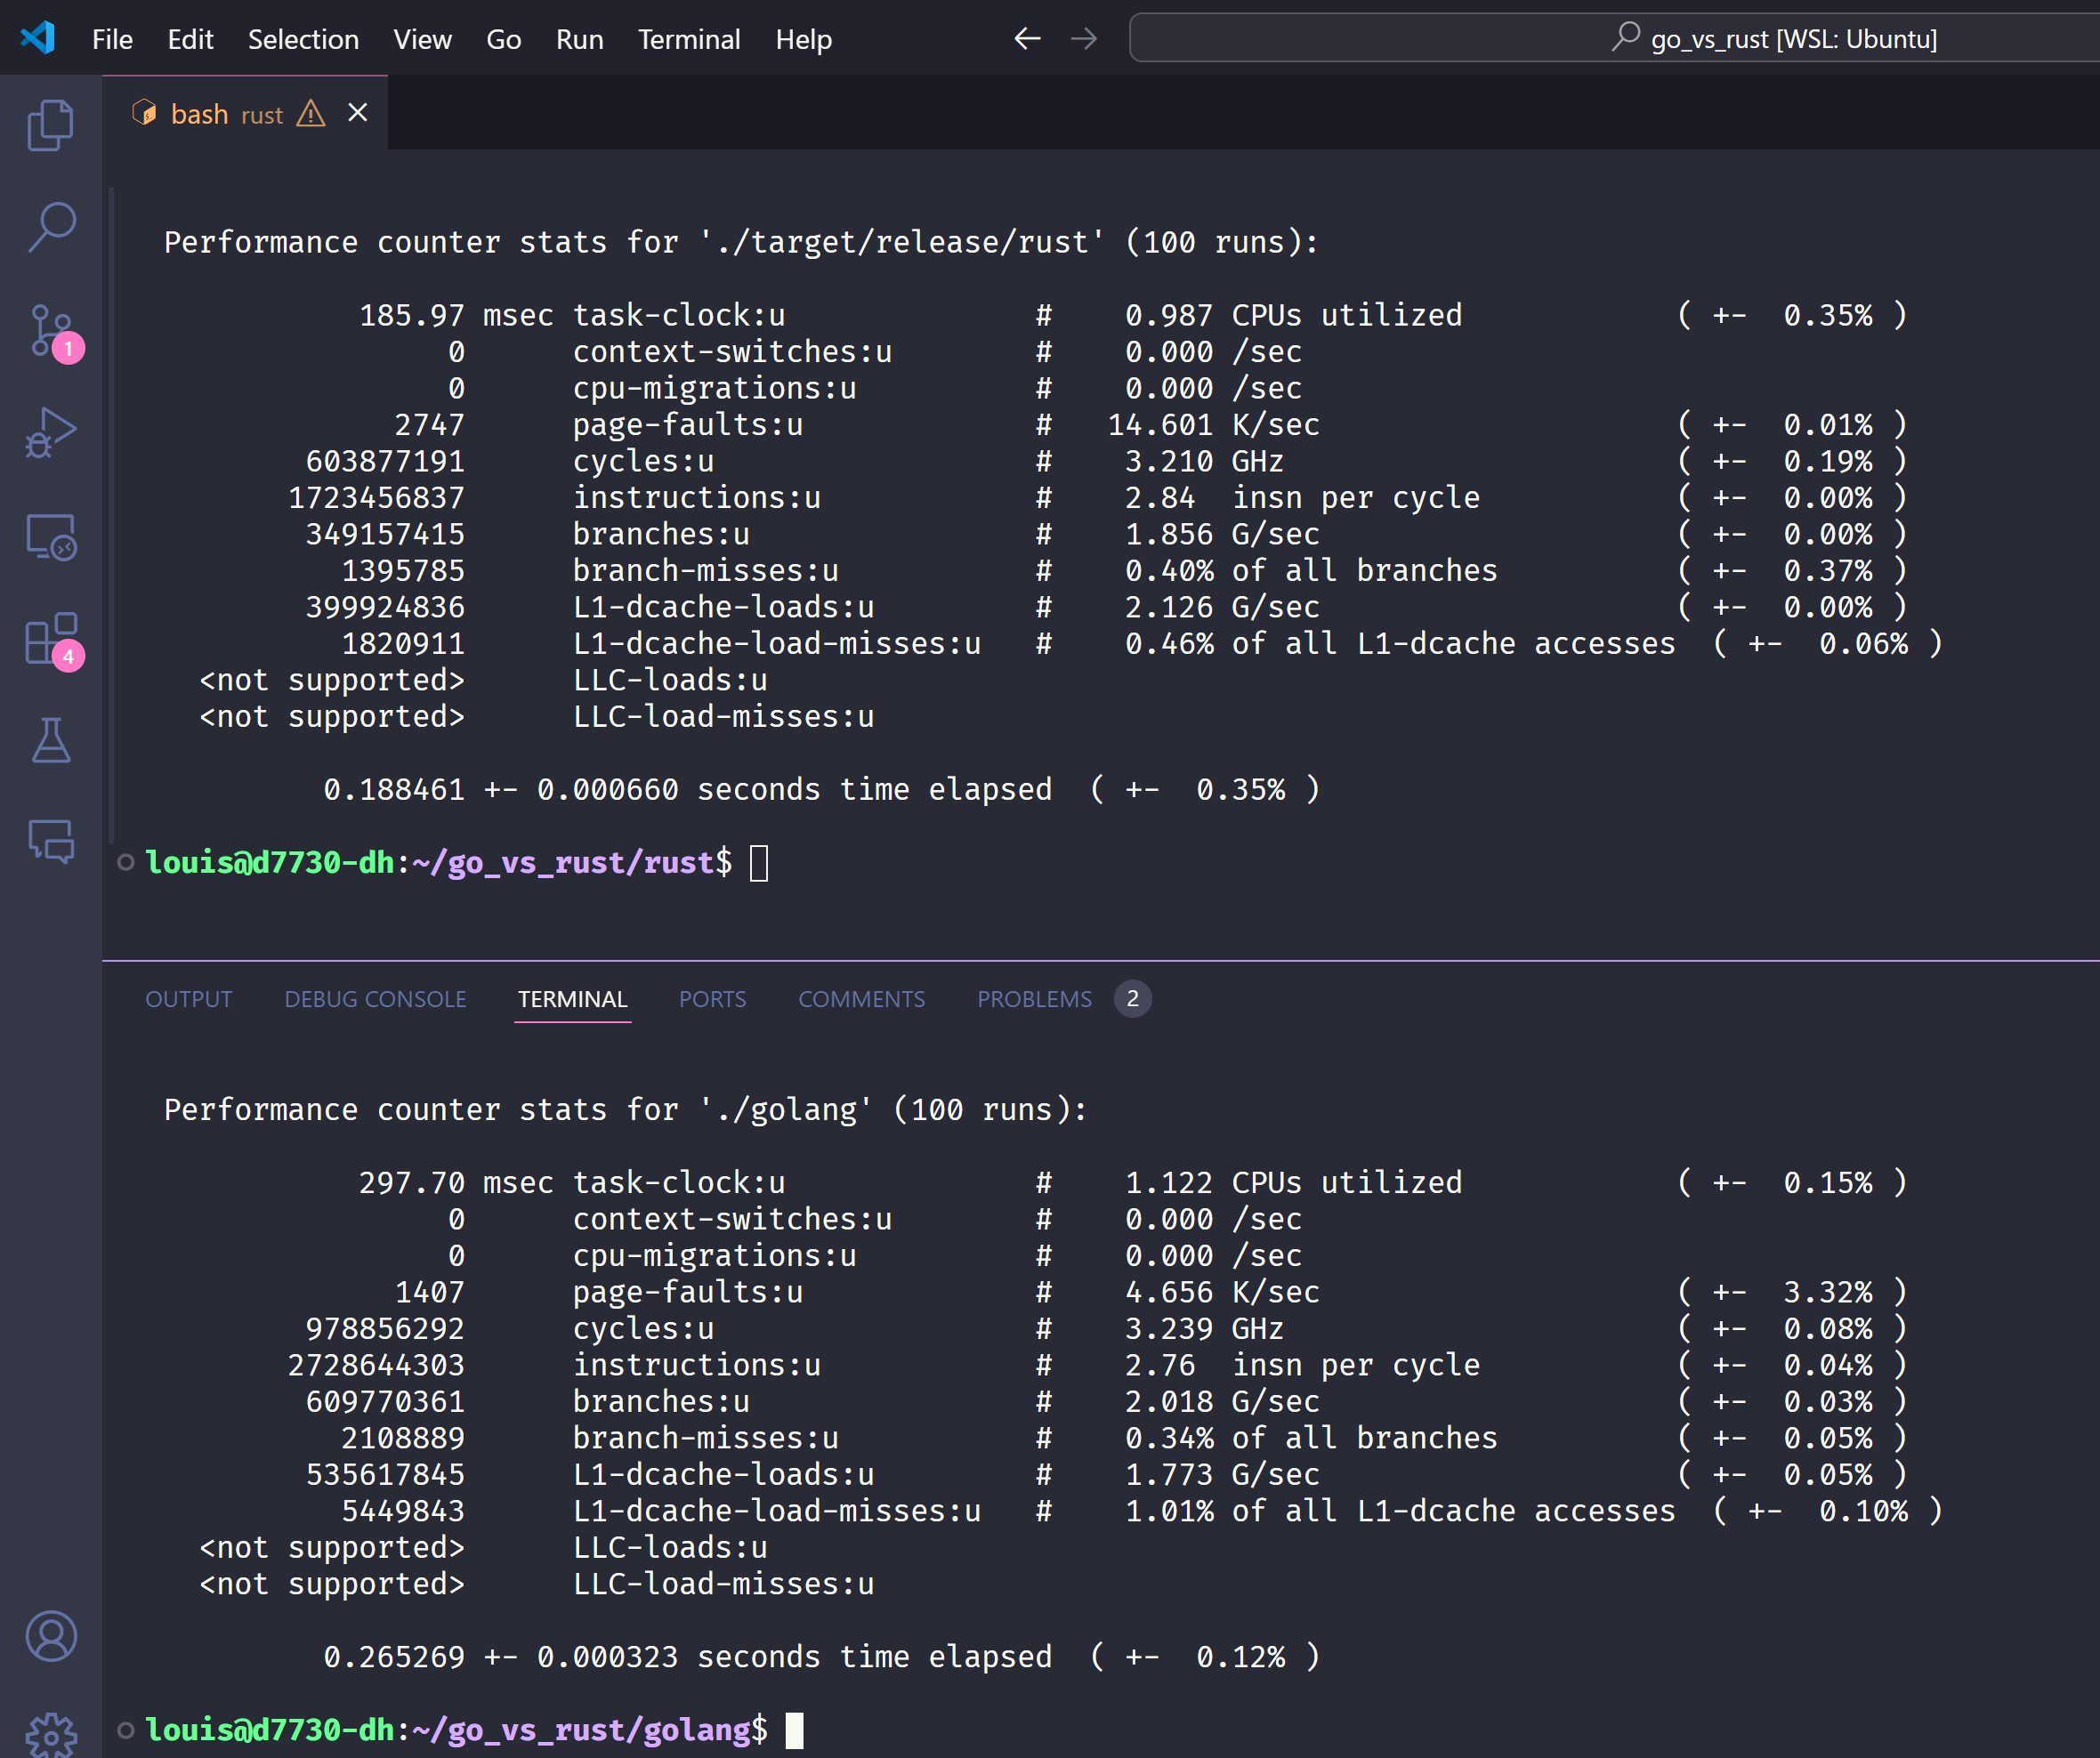 File Edit Selection View Go Run Terminal Help go_vs_rust [WSL: Ubuntu]
bash rust
Performance counter stats for './target/release/rust' (100 runs):
185.97 msec task-clock:u # 0.987 CPUs utilized ( +- 0.35% )
0 context-switches:u # 0.000 /sec
0 cpu-migrations:u # 0.000 /sec
2747 page-faults:u # 14.601 K/sec ( +- 0.01% )
603877191 cycles:u # 3.210 GHz ( +- 0.19% )
1723456837 instructions:u # 2.84 insn per cycle ( +- 0.00% )
349157415 branches:u # 1.856 G/sec ( +- 0.00% )
1395785 branch-misses:u # 0.40% of all branches ( +- 0.37% )
399924836 L1-dcache-loads:u # 2.126 G/sec ( +- 0.00% )
1820911 L1-dcache-load-misses:u # 0.46% of all L1-dcache accesses ( +- 0.06% )
<not supported> LLC-loads:u
<not supported> LLC-load-misses:u
0.188461 +- 0.000660 seconds time elapsed ( +- 0.35% )
louis@d7730-dh:~/go_vs_rust/rust$
1
4
OUTPUT DEBUG CONSOLE TERMINAL PORTS COMMENTS PROBLEMS 2
Performance counter stats for './golang' (100 runs):
297.70 msec task-clock:u # 1.122 CPUs utilized ( +- 0.15% )
0 context-switches:u # 0.000 /sec
0 cpu-migrations:u # 0.000 /sec
1407 page-faults:u # 4.656 K/sec ( +- 3.32% )
978856292 cycles:u # 3.239 GHz ( +- 0.08% )
2728644303 instructions:u # 2.76 insn per cycle ( +- 0.04% )
609770361 branches:u # 2.018 G/sec ( +- 0.03% )
2108889 branch-misses:u # 0.34% of all branches ( +- 0.05% )
535617845 L1-dcache-loads:u # 1.773 G/sec ( +- 0.05% )
5449843 L1-dcache-load-misses:u # 1.01% of all L1-dcache accesses ( +- 0.10% )
<not supported> LLC-loads:u
<not supported> LLC-load-misses:u
0.265269 +- 0.000323 seconds time elapsed ( +- 0.12% )
louis@d7730-dh:~/go_vs_rust/golang$